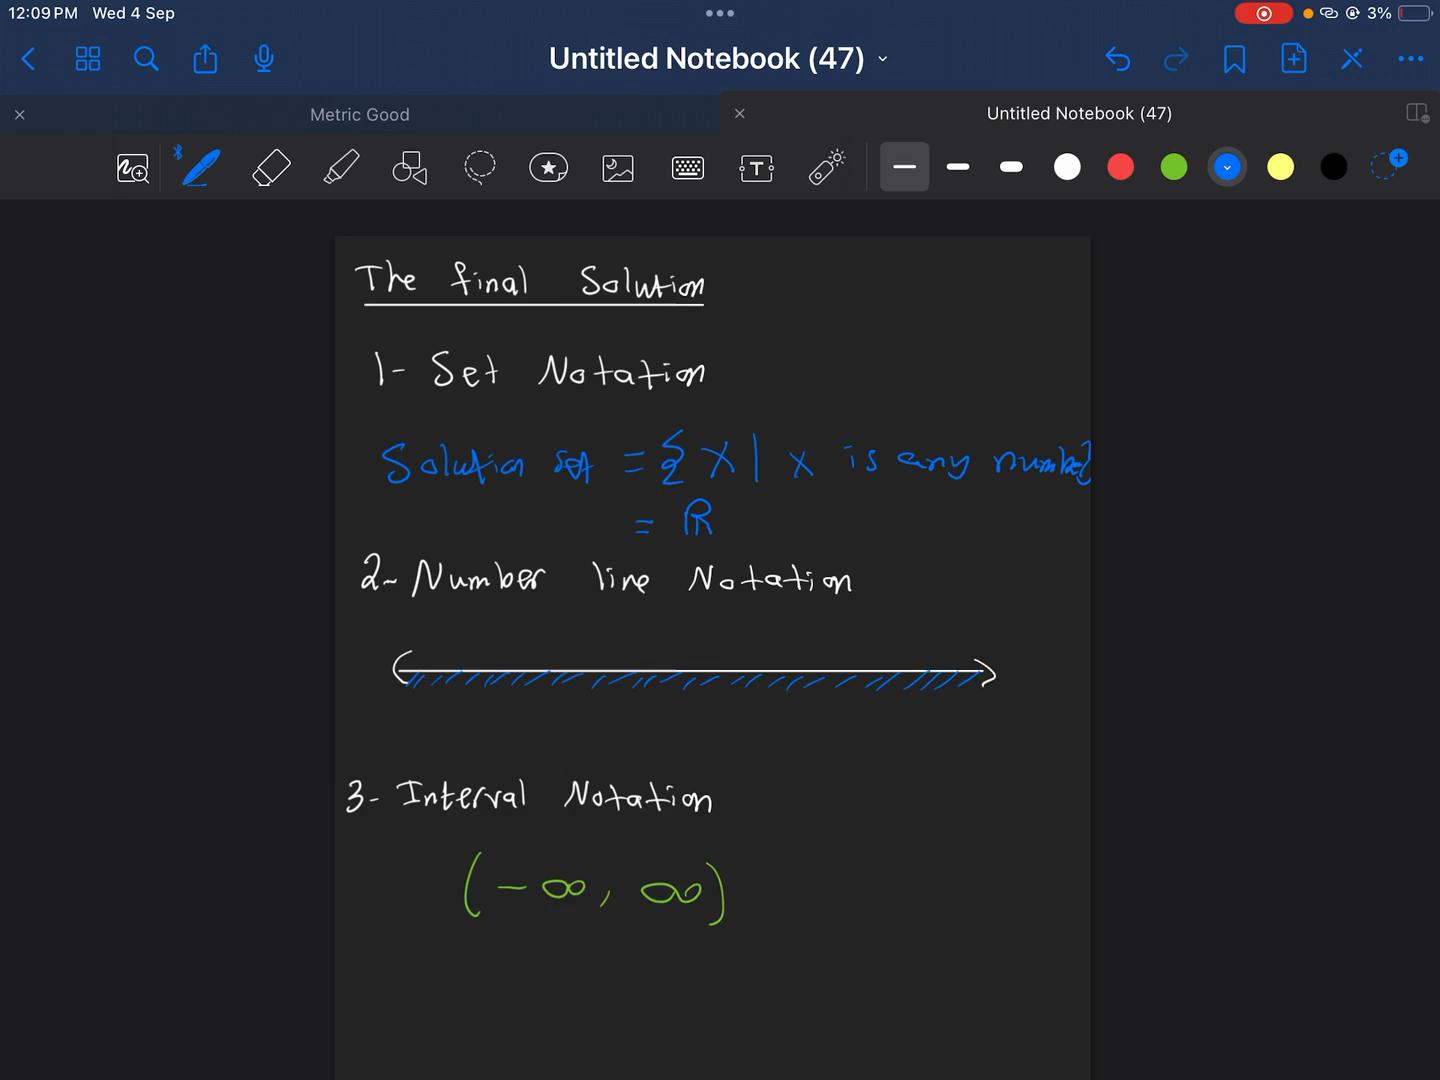 12:09 PM Wed 4 Sep
3%
Untitled Notebook (47)
Metric Good
Untitled Notebook (47)
T
The final Solution
1- Set Notation
Solution set = { X | x is any number}
= ℝ
2- Number line Notation
3- Interval Notation
(-∞, ∞)